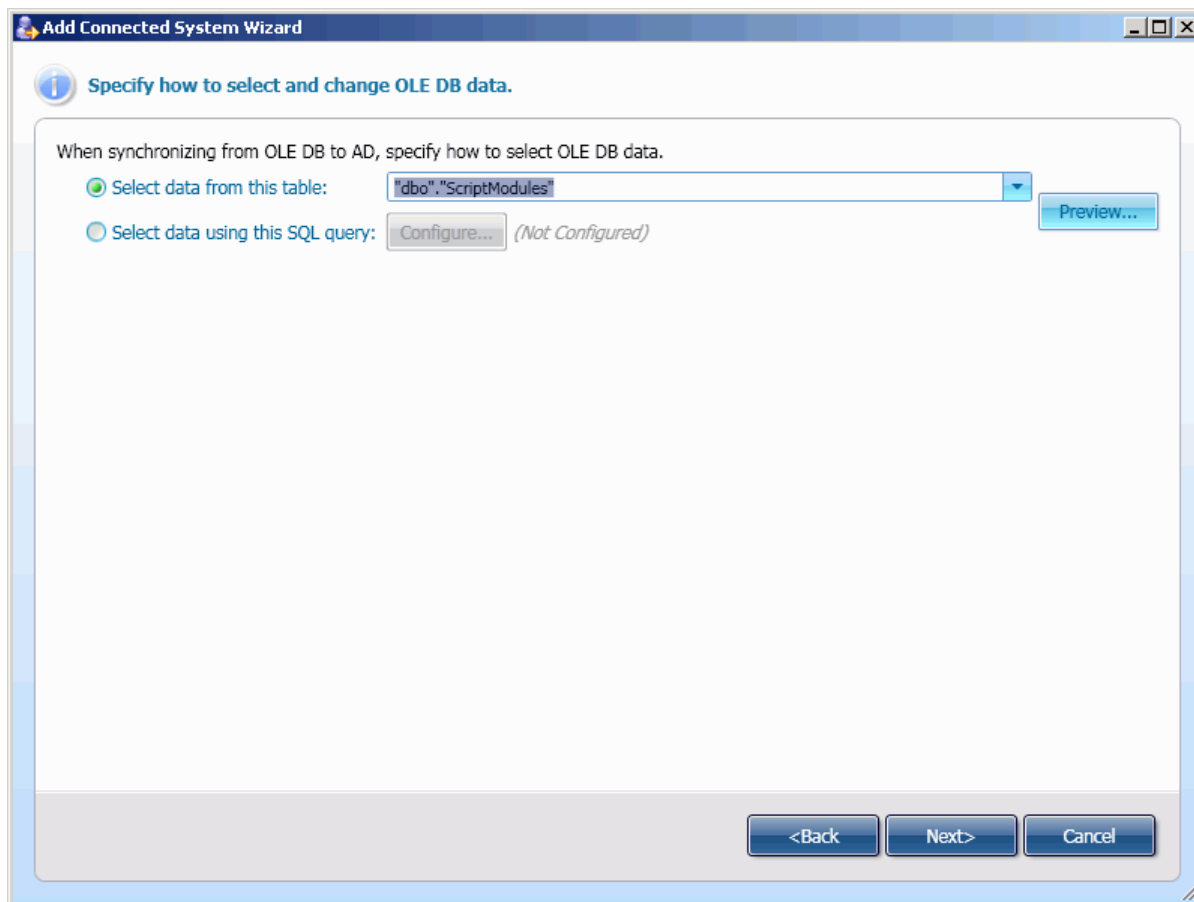 Add Connected System Wizard
Specify how to select and change OLE DB data.
When synchronizing from OLE DB to AD, specify how to select OLE DB data.
Select data from this table: "dbo"."ScriptModules"
Preview...
Select data using this SQL query: Configure... (Not Configured)
<Back Next> Cancel